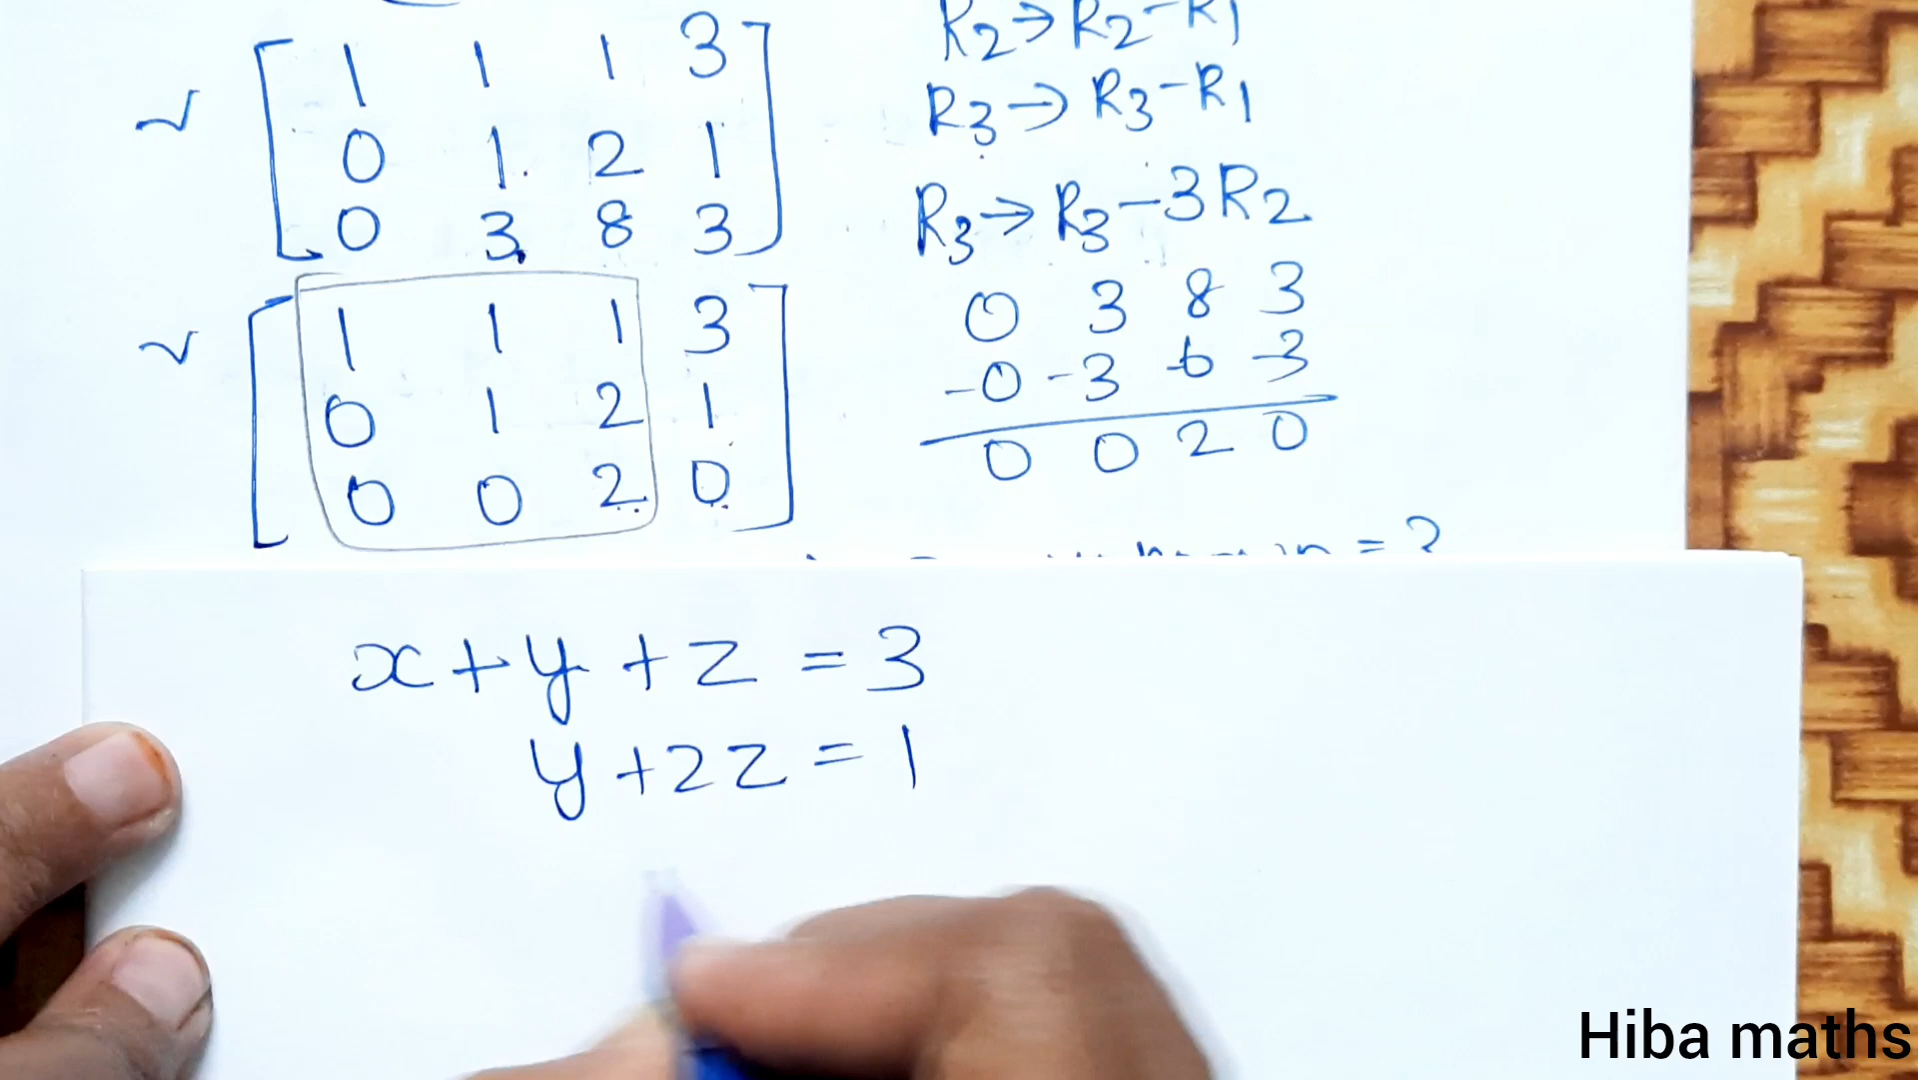 [ 1 1 1 3 ]
√ 0 1 2 1
0 3 8 3
R2→R2-R1
R3→R3-R1
R3→R3-3R2
0 3 8 3
-0 -3 -6 -3
0 0 2 0
[ 1 1 1 3 ]
√ 0 1 2 1
0 0 2 0
= ?
x+y+z = 3
y+2z = 1
Hiba maths